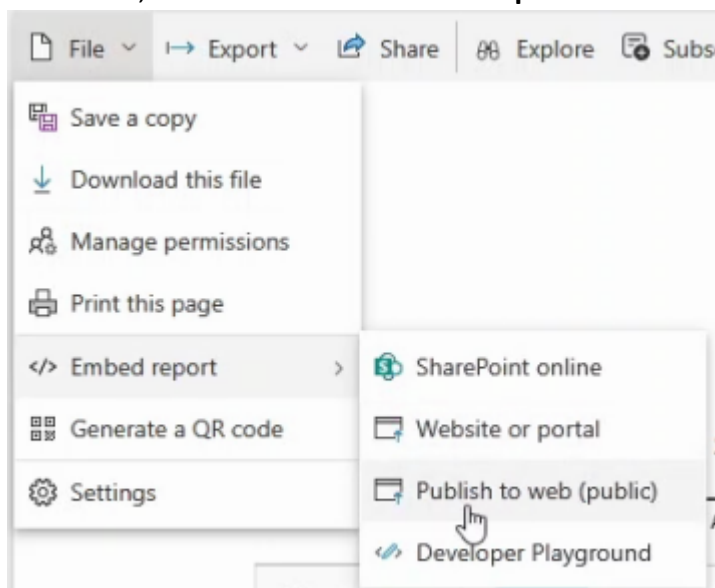 File Export Share Explore Subs
Save a copy
Download this file
Manage permissions
Print this page
Embed report
SharePoint online
Generate a QR code
Website or portal
Settings
Publish to web (public)
Developer Playground